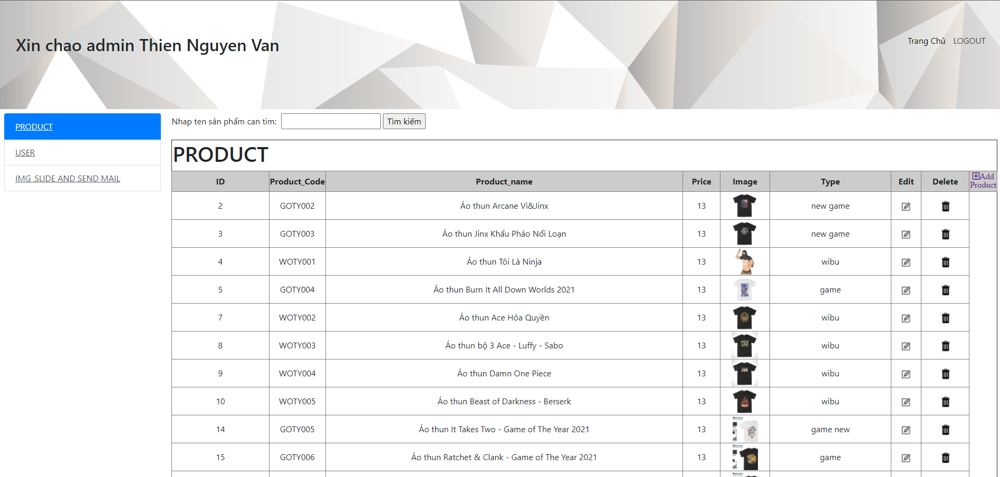 Xin chao admin Thien Nguyen Van
Trang Chủ LOGOUT
PRODUCT
USER
IMG_SLIDE AND SEND MAIL
Nhap ten sản phẩm can tim: Tìm kiếm
PRODUCT
ID Product_Code Product_name Price Image Type Edit Delete Add Product
2 GOTY002 Áo thun Arcane Vi&Jinx 13 new game
3 GOTY003 Áo thun Jinx Khẩu Pháo Nổi Loạn 13 new game
4 WOTY001 Áo thun Tôi Là Ninja 13 wibu
5 GOTY004 Áo thun Burn It All Down Worlds 2021 13 game
7 WOTY002 Áo thun Ace Hỏa Quyền 13 wibu
8 WOTY003 Áo thun bộ 3 Ace - Luffy - Sabo 13 wibu
9 WOTY004 Áo thun Damn One Piece 13 wibu
10 WOTY005 Áo thun Beast of Darkness - Berserk 13 wibu
14 GOTY005 Áo thun It Takes Two - Game of The Year 2021 13 game new
15 GOTY006 Áo thun Ratchet & Clank - Game of The Year 2021 13 game